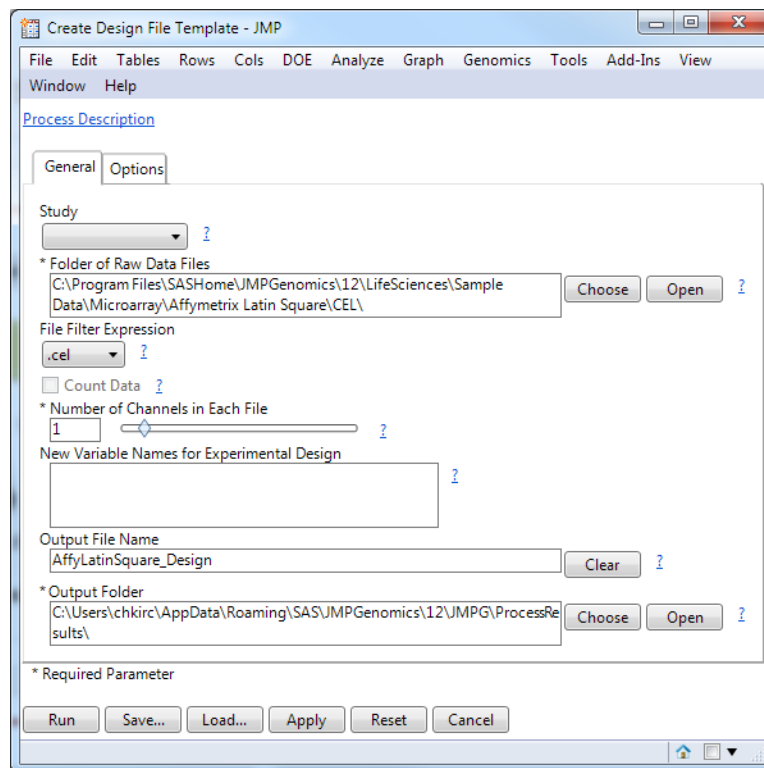 Create Design File Template - JMP
File Edit Tables Rows Cols DOE Analyze Graph Genomics Tools Add-Ins View
Window Help
Process Description
General Options
Study
?
* Folder of Raw Data Files
C:\Program Files\SASHome\JMPGenomics\12\LifeSciences\Sample
Data\Microarray\Affymetrix Latin Square\CEL\
Choose Open ?
File Filter Expression
.cel ?
Count Data ?
* Number of Channels in Each File
1 ?
New Variable Names for Experimental Design
?
Output File Name
AffyLatinSquare_Design Clear ?
* Output Folder
C:\Users\chkirc\AppData\Roaming\SAS\JMPGenomics\12\JMPG\ProcessRe
sults\
Choose Open ?
* Required Parameter
Run Save... Load... Apply Reset Cancel